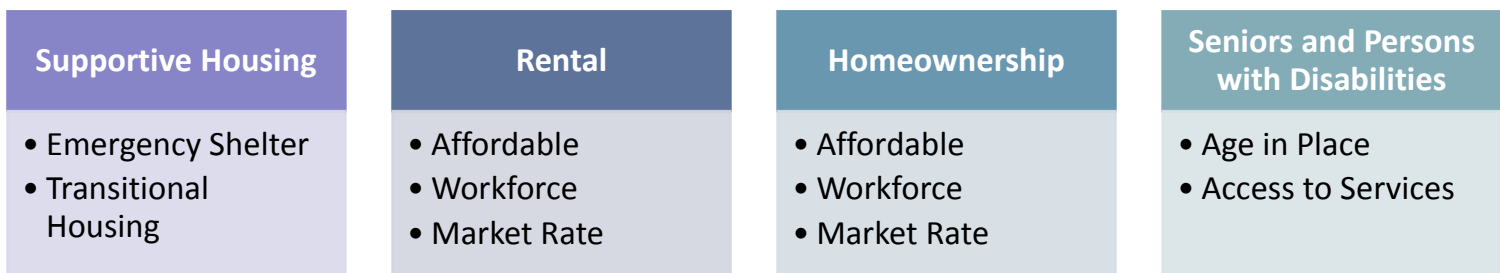 Supportive Housing
• Emergency Shelter
• Transitional
Housing
Rental
• Affordable
• Workforce
• Market Rate
Homeownership
• Affordable
• Workforce
• Market Rate
Seniors and Persons
with Disabilities
• Age in Place
• Access to Services